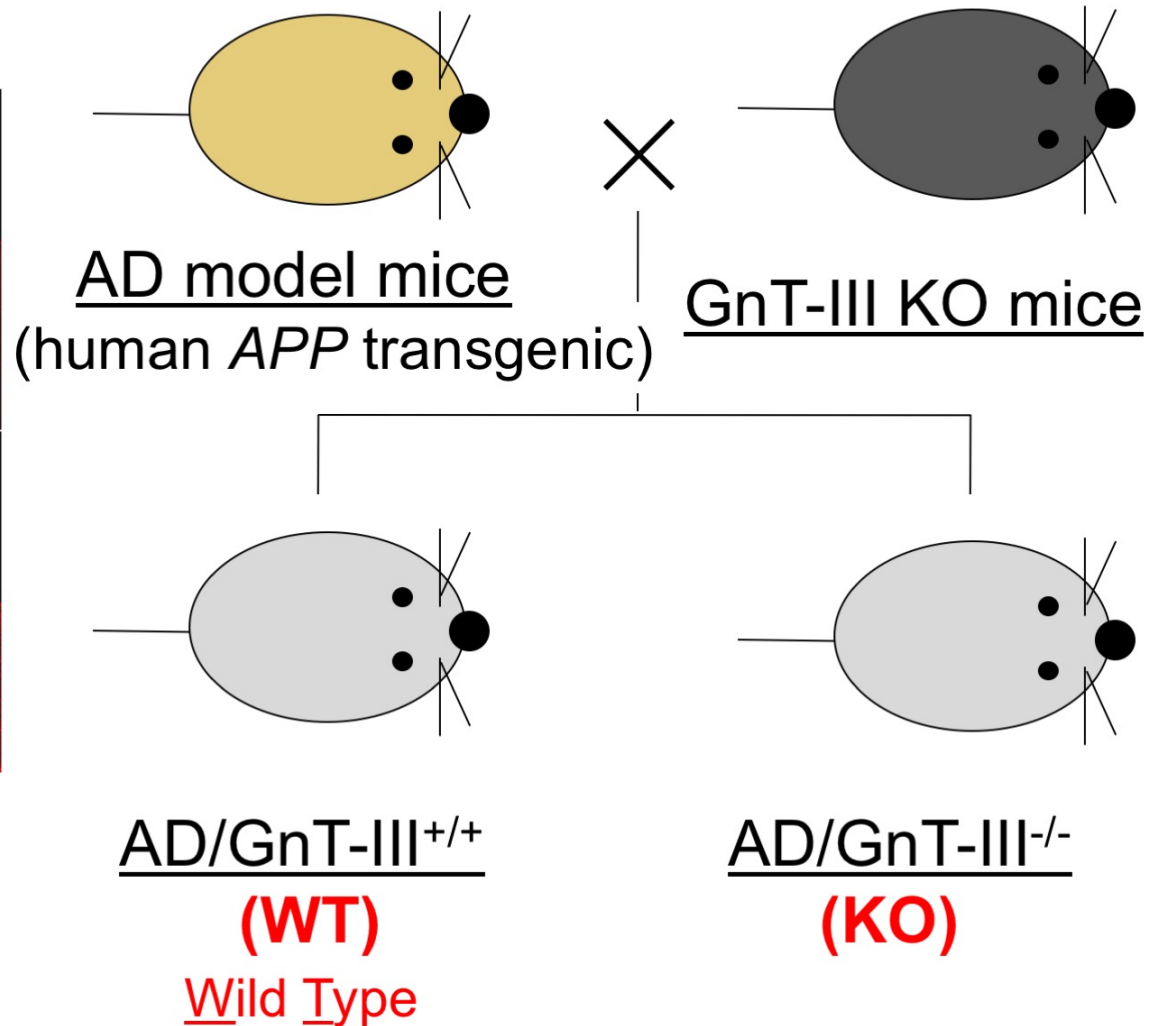 AD model mice
(human APP transgenic)
GnT-III KO mice
AD/GnT-III+/+
(WT)
Wild Type
AD/GnT-III-/-
(KO)